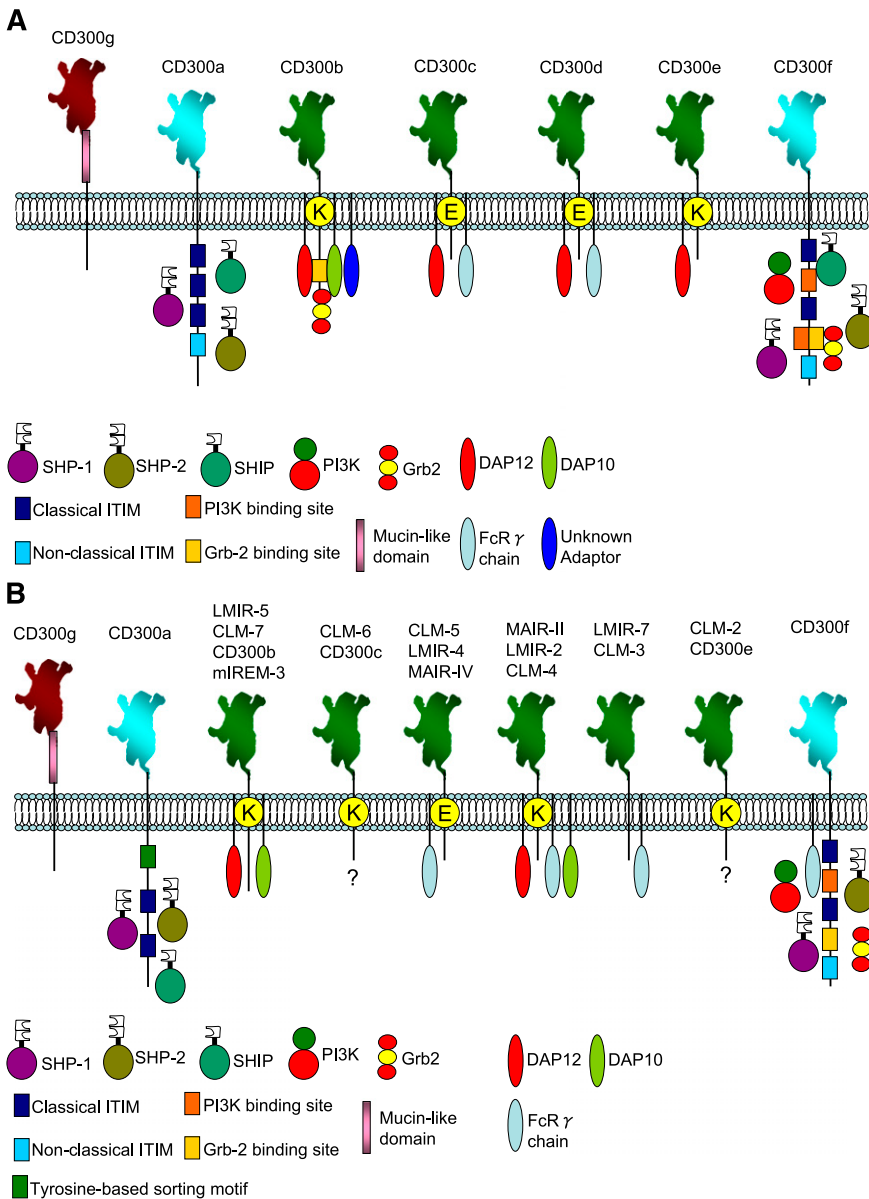 A
CD300g
CD300a
CD300b
CD300c
CD300d
CD300e
CD300f
K
E
E
K
SHP-1
SHP-2
SHIP
PI3K
Grb2
DAP12
DAP10
Classical ITIM
PI3K binding site
Mucin-like
domain
FcR γ
chain
Unknown
Adaptor
Non-classical ITIM
Grb-2 binding site
B
CD300g
CD300a
LMIR-5
CLM-7
CD300b
mIREM-3
CLM-6
CD300c
CLM-5
LMIR-4
MAIR-IV
MAIR-II
LMIR-2
CLM-4
LMIR-7
CLM-3
CLM-2
CD300e
CD300f
K
K
E
K
K
?
?
SHP-1
SHP-2
SHIP
PI3K
Grb2
DAP12
DAP10
Classical ITIM
PI3K binding site
Mucin-like
domain
FcR γ
chain
Non-classical ITIM
Grb-2 binding site
Tyrosine-based sorting motif